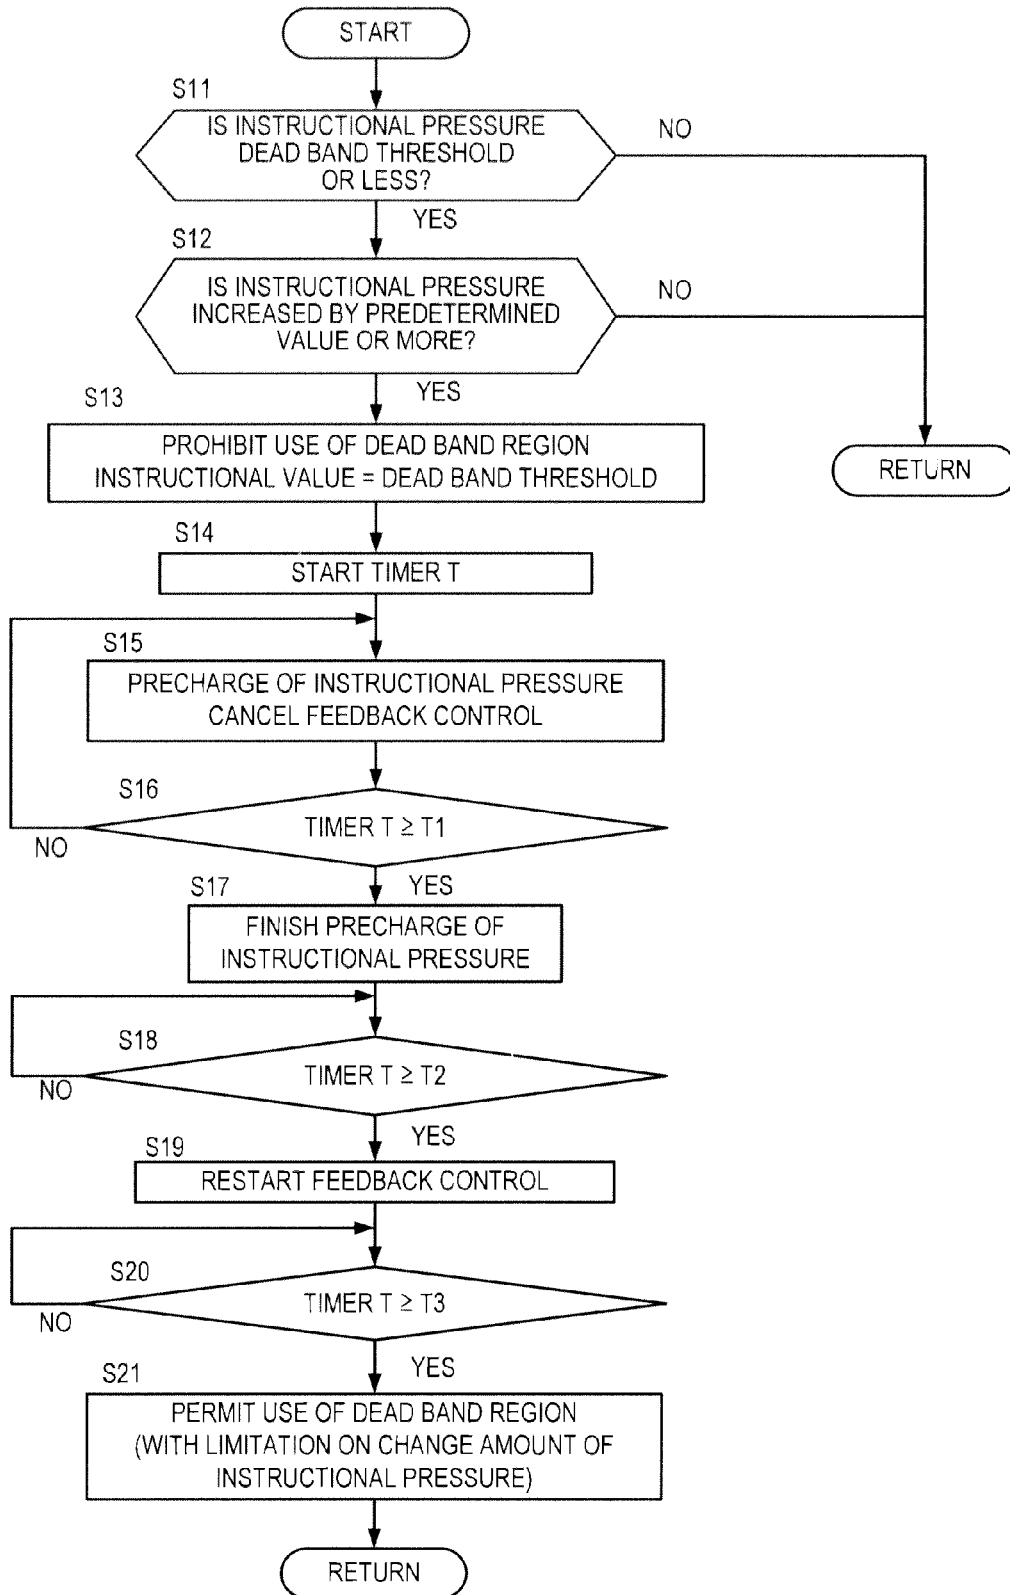 START
S11
IS INSTRUCTIONAL PRESSURE
DEAD BAND THRESHOLD
OR LESS?
NO
YES
S12
IS INSTRUCTIONAL PRESSURE
INCREASED BY PREDETERMINED
VALUE OR MORE?
NO
YES
S13
PROHIBIT USE OF DEAD BAND REGION
INSTRUCTIONAL VALUE = DEAD BAND THRESHOLD
RETURN
S14
START TIMER T
S15
PRECHARGE OF INSTRUCTIONAL PRESSURE
CANCEL FEEDBACK CONTROL
S16
TIMER T ≥ T1
NO
YES
S17
FINISH PRECHARGE OF
INSTRUCTIONAL PRESSURE
S18
TIMER T ≥ T2
NO
YES
S19
RESTART FEEDBACK CONTROL
S20
TIMER T ≥ T3
NO
YES
S21
PERMIT USE OF DEAD BAND REGION
(WITH LIMITATION ON CHANGE AMOUNT OF
INSTRUCTIONAL PRESSURE)
RETURN